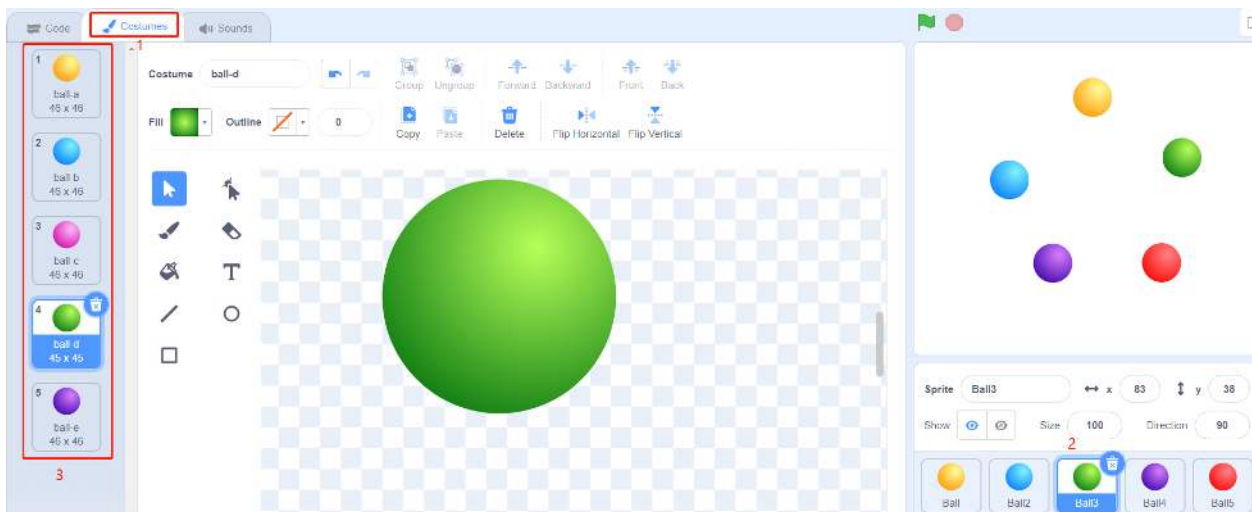 Code
Costumes
Sounds
1
1
ball-a
46 x 46
2
ball b
46 x 46
3
ball c
46 x 46
4
ball d
45 x 45
5
ball-e
46 x 46
3
Costume ball-d
Group Ungroup Forward Backward Front Back
Fill Outline 0
Copy Paste Delete Flip Horizontal Flip Vertical
T
Sprite Ball3 x 83 y 38
Show Size 100 Direction 90
2
Ball Ball2 Ball3 Ball4 Ball5